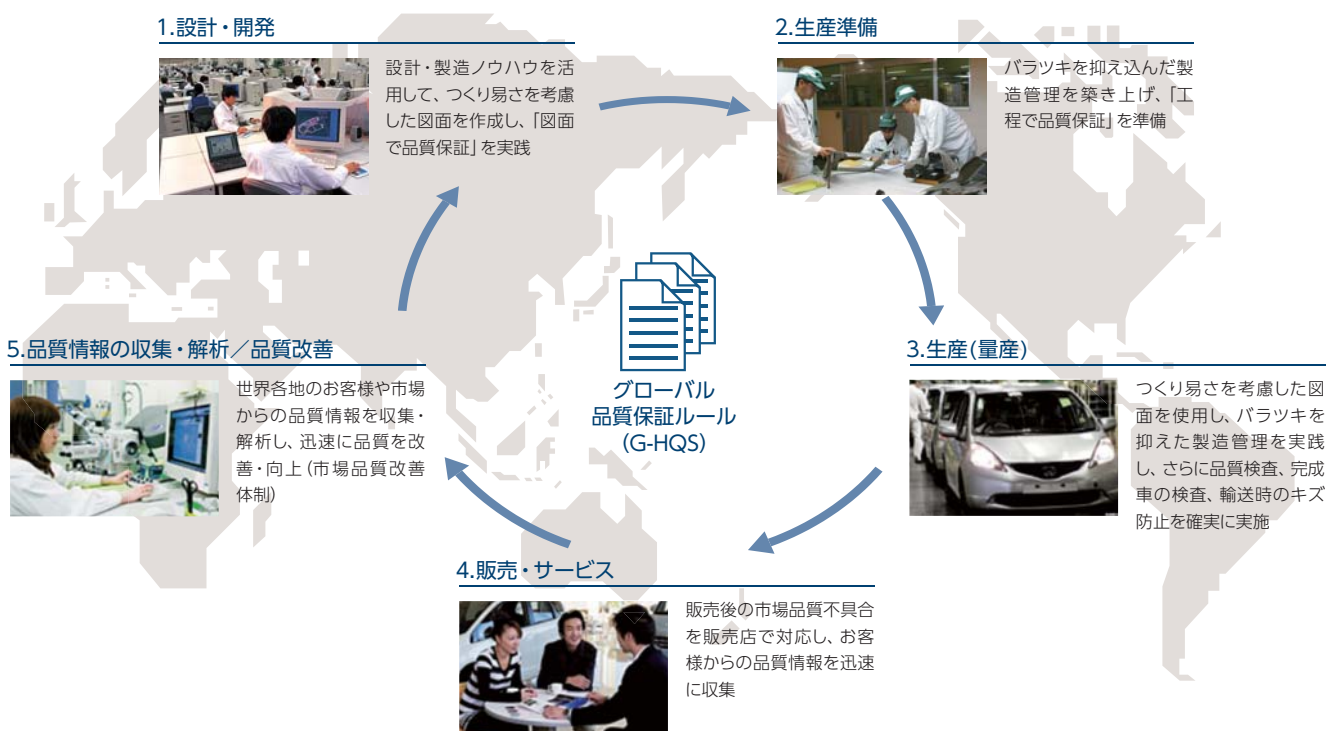 1.設計・開発
設計・製造ノウハウを活
用して、つくり易さを考慮
した図面を作成し、「図面
で品質保証」を実践
2.生産準備
バラツキを抑え込んだ製
造管理を築き上げ、「工
程で品質保証」を準備
グローバル
品質保証ルール
(G-HQS)
3.生産(量産)
つくり易さを考慮した図
面を使用し、バラツキを
抑えた製造管理を実践
し、さらに品質検査、完成
車の検査、輸送時のキズ
防止を確実に実施
4.販売・サービス
販売後の市場品質不具合
を販売店で対応し、お客
様からの品質情報を迅速
に収集
5.品質情報の収集・解析／品質改善
世界各地のお客様や市場
からの品質情報を収集・
解析し、迅速に品質を改
善・向上(市場品質改善
体制)